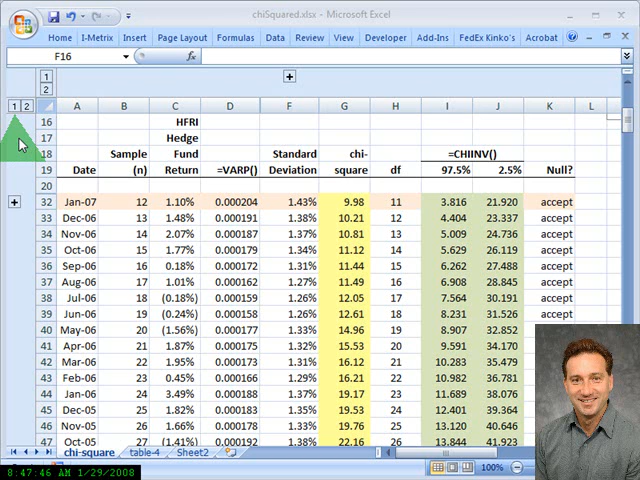 chiSquared.xlsx - Microsoft Excel
Home I-Metrix Insert Page Layout Formulas Data Review View Developer Add-Ins FedEx Kinko's Acrobat
F16 fx
1
2
1 2 A B C D F G H I J K L
16 HFRI
17 Hedge
18 Sample Fund Standard chi- =CHIINV()
19 Date (n) Return =VARP() Deviation square df 97.5% 2.5% Null?
20
32 Jan-07 12 1.10% 0.000204 1.43% 9.98 11 3.816 21.920 accept
33 Dec-06 13 1.48% 0.000191 1.38% 10.21 12 4.404 23.337 accept
34 Nov-06 14 2.07% 0.000187 1.37% 10.81 13 5.009 24.736 accept
35 Oct-06 15 1.77% 0.000179 1.34% 11.12 14 5.629 26.119 accept
36 Sep-06 16 0.18% 0.000172 1.31% 11.44 15 6.262 27.488 accept
37 Aug-06 17 1.01% 0.000162 1.27% 11.49 16 6.908 28.845 accept
38 Jul-06 18 (0.18%) 0.000159 1.26% 12.05 17 7.564 30.191 accept
39 Jun-06 19 (0.24%) 0.000158 1.26% 12.61 18 8.231 31.526 accept
40 May-06 20 (1.56%) 0.000177 1.33% 14.96 19 8.907 32.852 accept
41 Apr-06 21 1.87% 0.000175 1.32% 15.53 20 9.591 34.170
42 Mar-06 22 1.95% 0.000173 1.31% 16.12 21 10.283 35.479
43 Feb-06 23 0.45% 0.000166 1.29% 16.21 22 10.982 36.781
44 Jan-06 24 3.49% 0.000188 1.37% 19.17 23 11.689 38.076
45 Dec-05 25 1.82% 0.000183 1.35% 19.53 24 12.401 39.364
46 Nov-05 26 1.66% 0.000178 1.33% 19.76 25 13.120 40.646
47 Oct-05 27 (1.41%) 0.000192 1.38% 22.16 26 13.844 41.923
chi-square table-4 Sheet2
8:47:46 AM 1/29/2008 100%